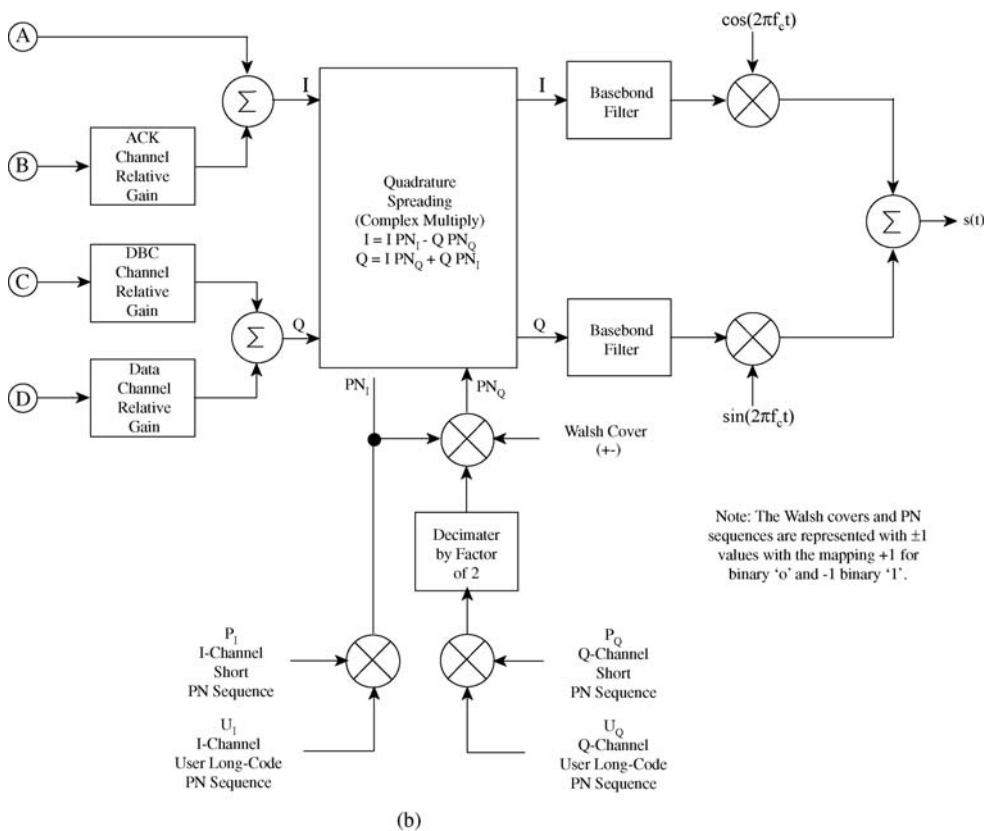 A
B
ACK
Channel
Relative
Gain
Σ
I
C
DBC
Channel
Relative
Gain
D
Data
Channel
Relative
Gain
Σ
Q
Quadrature
Spreading
(Complex Multiply)
I = I PN_I - Q PN_Q
Q = I PN_Q + Q PN_I
I
Basebond
Filter
cos(2πf_ct)
Q
Basebond
Filter
sin(2πf_ct)
Σ
s(t)
PN_I
PN_Q
Walsh Cover
(+-)
Decimater
by Factor
of 2
P_I
I-Channel
Short
PN Sequence
U_I
I-Channel
User Long-Code
PN Sequence
P_Q
Q-Channel
Short
PN Sequence
U_Q
Q-Channel
User Long-Code
PN Sequence
Note: The Walsh covers and PN
sequences are represented with ±1
values with the mapping +1 for
binary ‘o’ and -1 binary ‘1’.
(b)